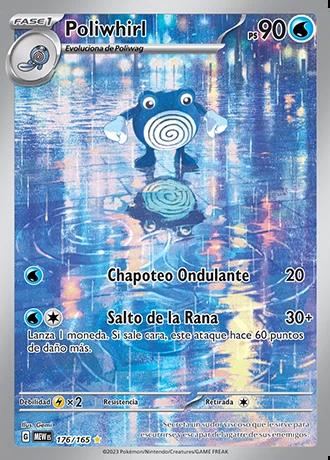 FASE 1
Poliwhirl
PS 90
Evoluciona de Poliwag
Chapoteo Ondulante 20
Salto de la Rana 30+
Lanza 1 moneda. Si sale cara, este ataque hace 60 puntos
de daño más.
Debilidad ×2 Resistencia Retirada
Ilus. Gemi
G MEW ES 176/165
Secreta un sudor viscoso que le sirve para
escurrirse y escapar del agarre de sus enemigos.
©2023 Pokémon/Nintendo/Creatures/GAME FREAK